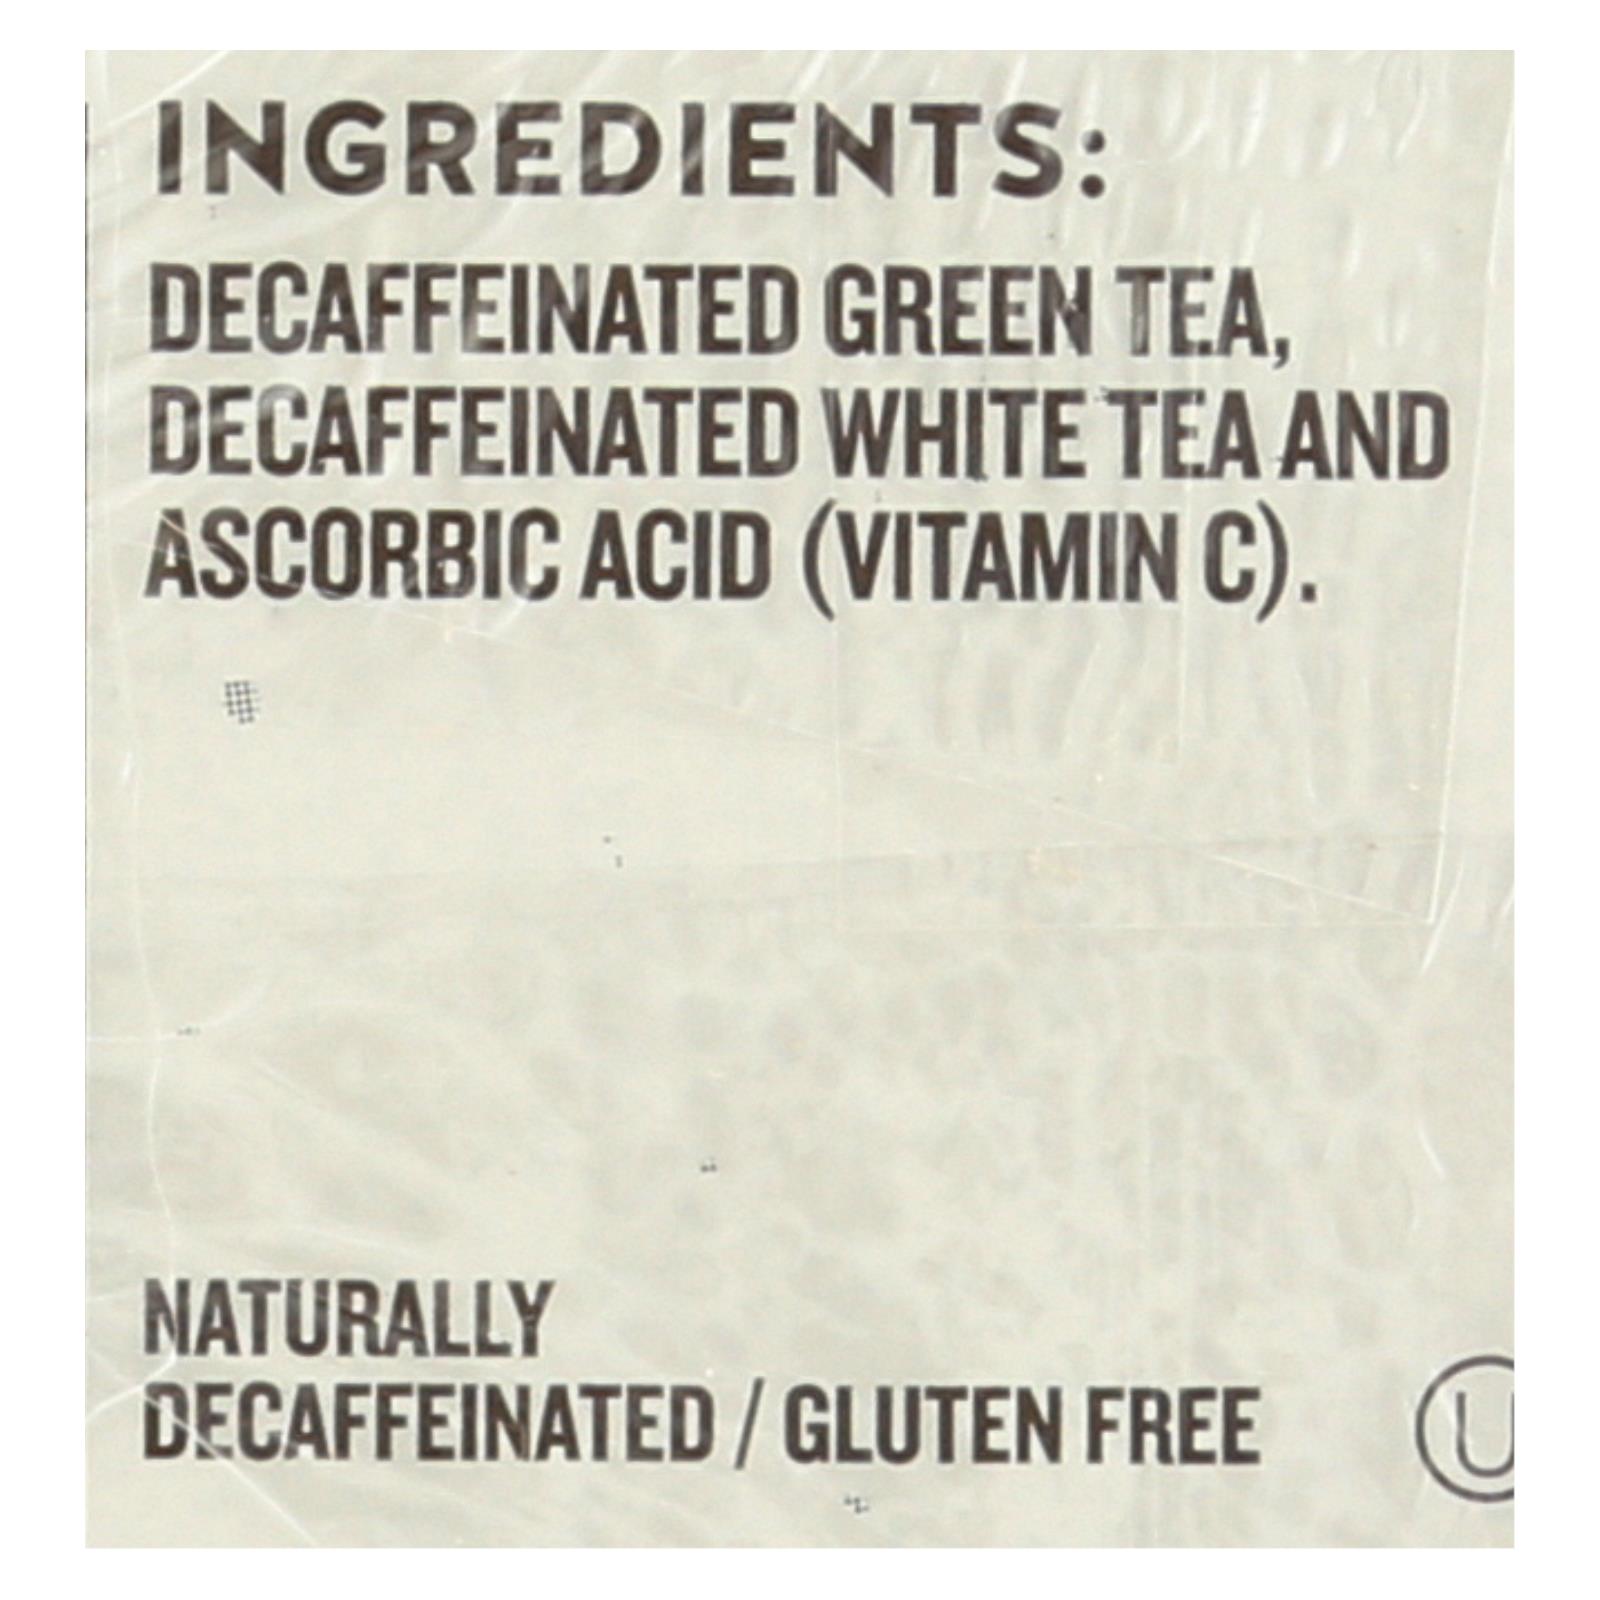 INGREDIENTS:
DECAFFEINATED GREEN TEA,
DECAFFEINATED WHITE TEA AND
ASCORBIC ACID (VITAMIN C).
NATURALLY
DECAFFEINATED / GLUTEN FREE
U